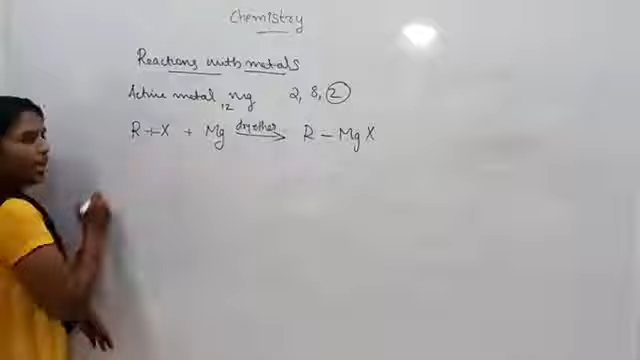 Chemistry
Reactions with metals
Active metal 12 Mg 2, 8, 2
R + X + Mg dry ether → R – Mg X